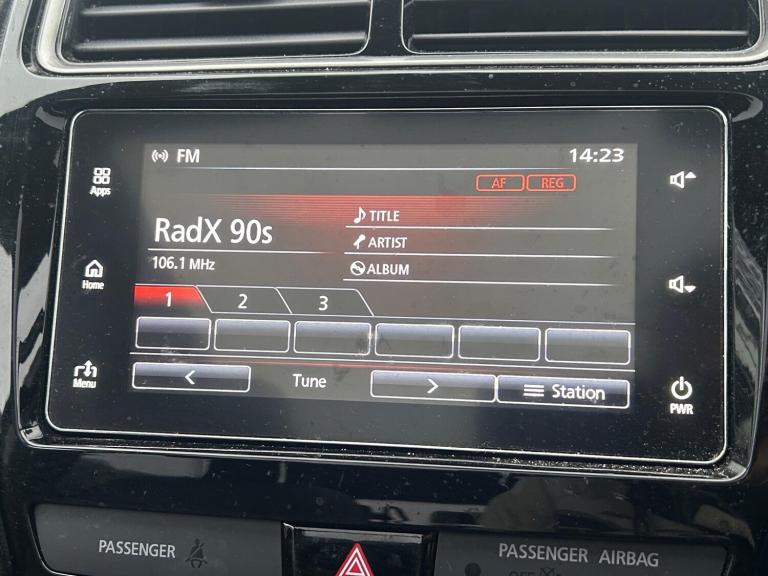 FM 14:23
AF REG
Apps
TITLE
RadX 90s
ARTIST
106.1 MHz
ALBUM
Home
1 2 3
< Tune > Station
Menu
PWR
PASSENGER
PASSENGER AIRBAG
OFF